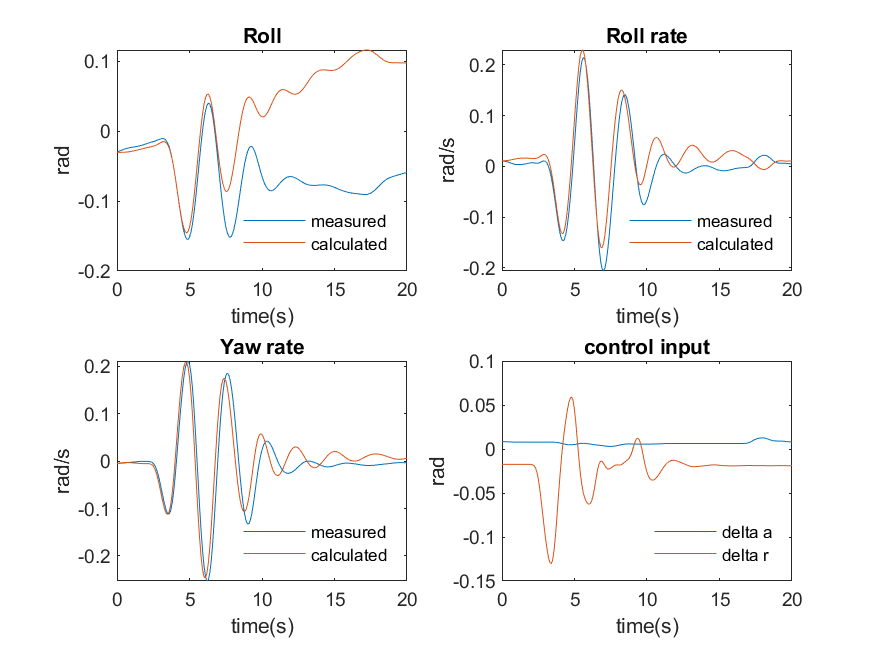 Roll
0.1
0
-0.1
-0.2
rad
measured
calculated
0 5 10 15 20
time(s)
Roll rate
0.2
0.1
0
-0.1
-0.2
rad/s
measured
calculated
0 5 10 15 20
time(s)
Yaw rate
0.2
0.1
0
-0.1
-0.2
rad/s
measured
calculated
0 5 10 15 20
time(s)
control input
0.1
0.05
0
-0.05
-0.1
-0.15
rad
delta a
delta r
0 5 10 15 20
time(s)